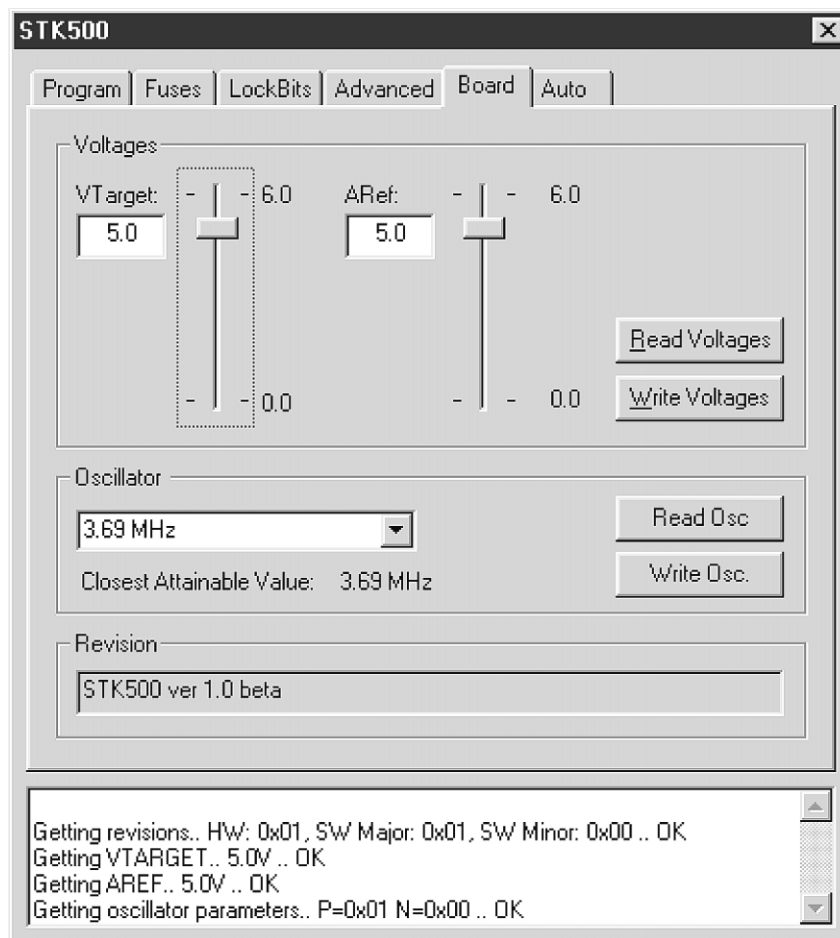 STK500
Program Fuses LockBits Advanced Board Auto
Voltages
VTarget: - - 6.0 ARef: - - 6.0
5.0 5.0
Read Voltages
- - 0.0 - - 0.0 Write Voltages
Oscillator
3.69 MHz Read Osc
Closest Attainable Value: 3.69 MHz Write Osc.
Revision
STK500 ver 1.0 beta
Getting revisions.. HW: 0x01, SW Major: 0x01, SW Minor: 0x00 .. OK
Getting VTARGET.. 5.0V .. OK
Getting AREF.. 5.0V .. OK
Getting oscillator parameters.. P=0x01 N=0x00 .. OK